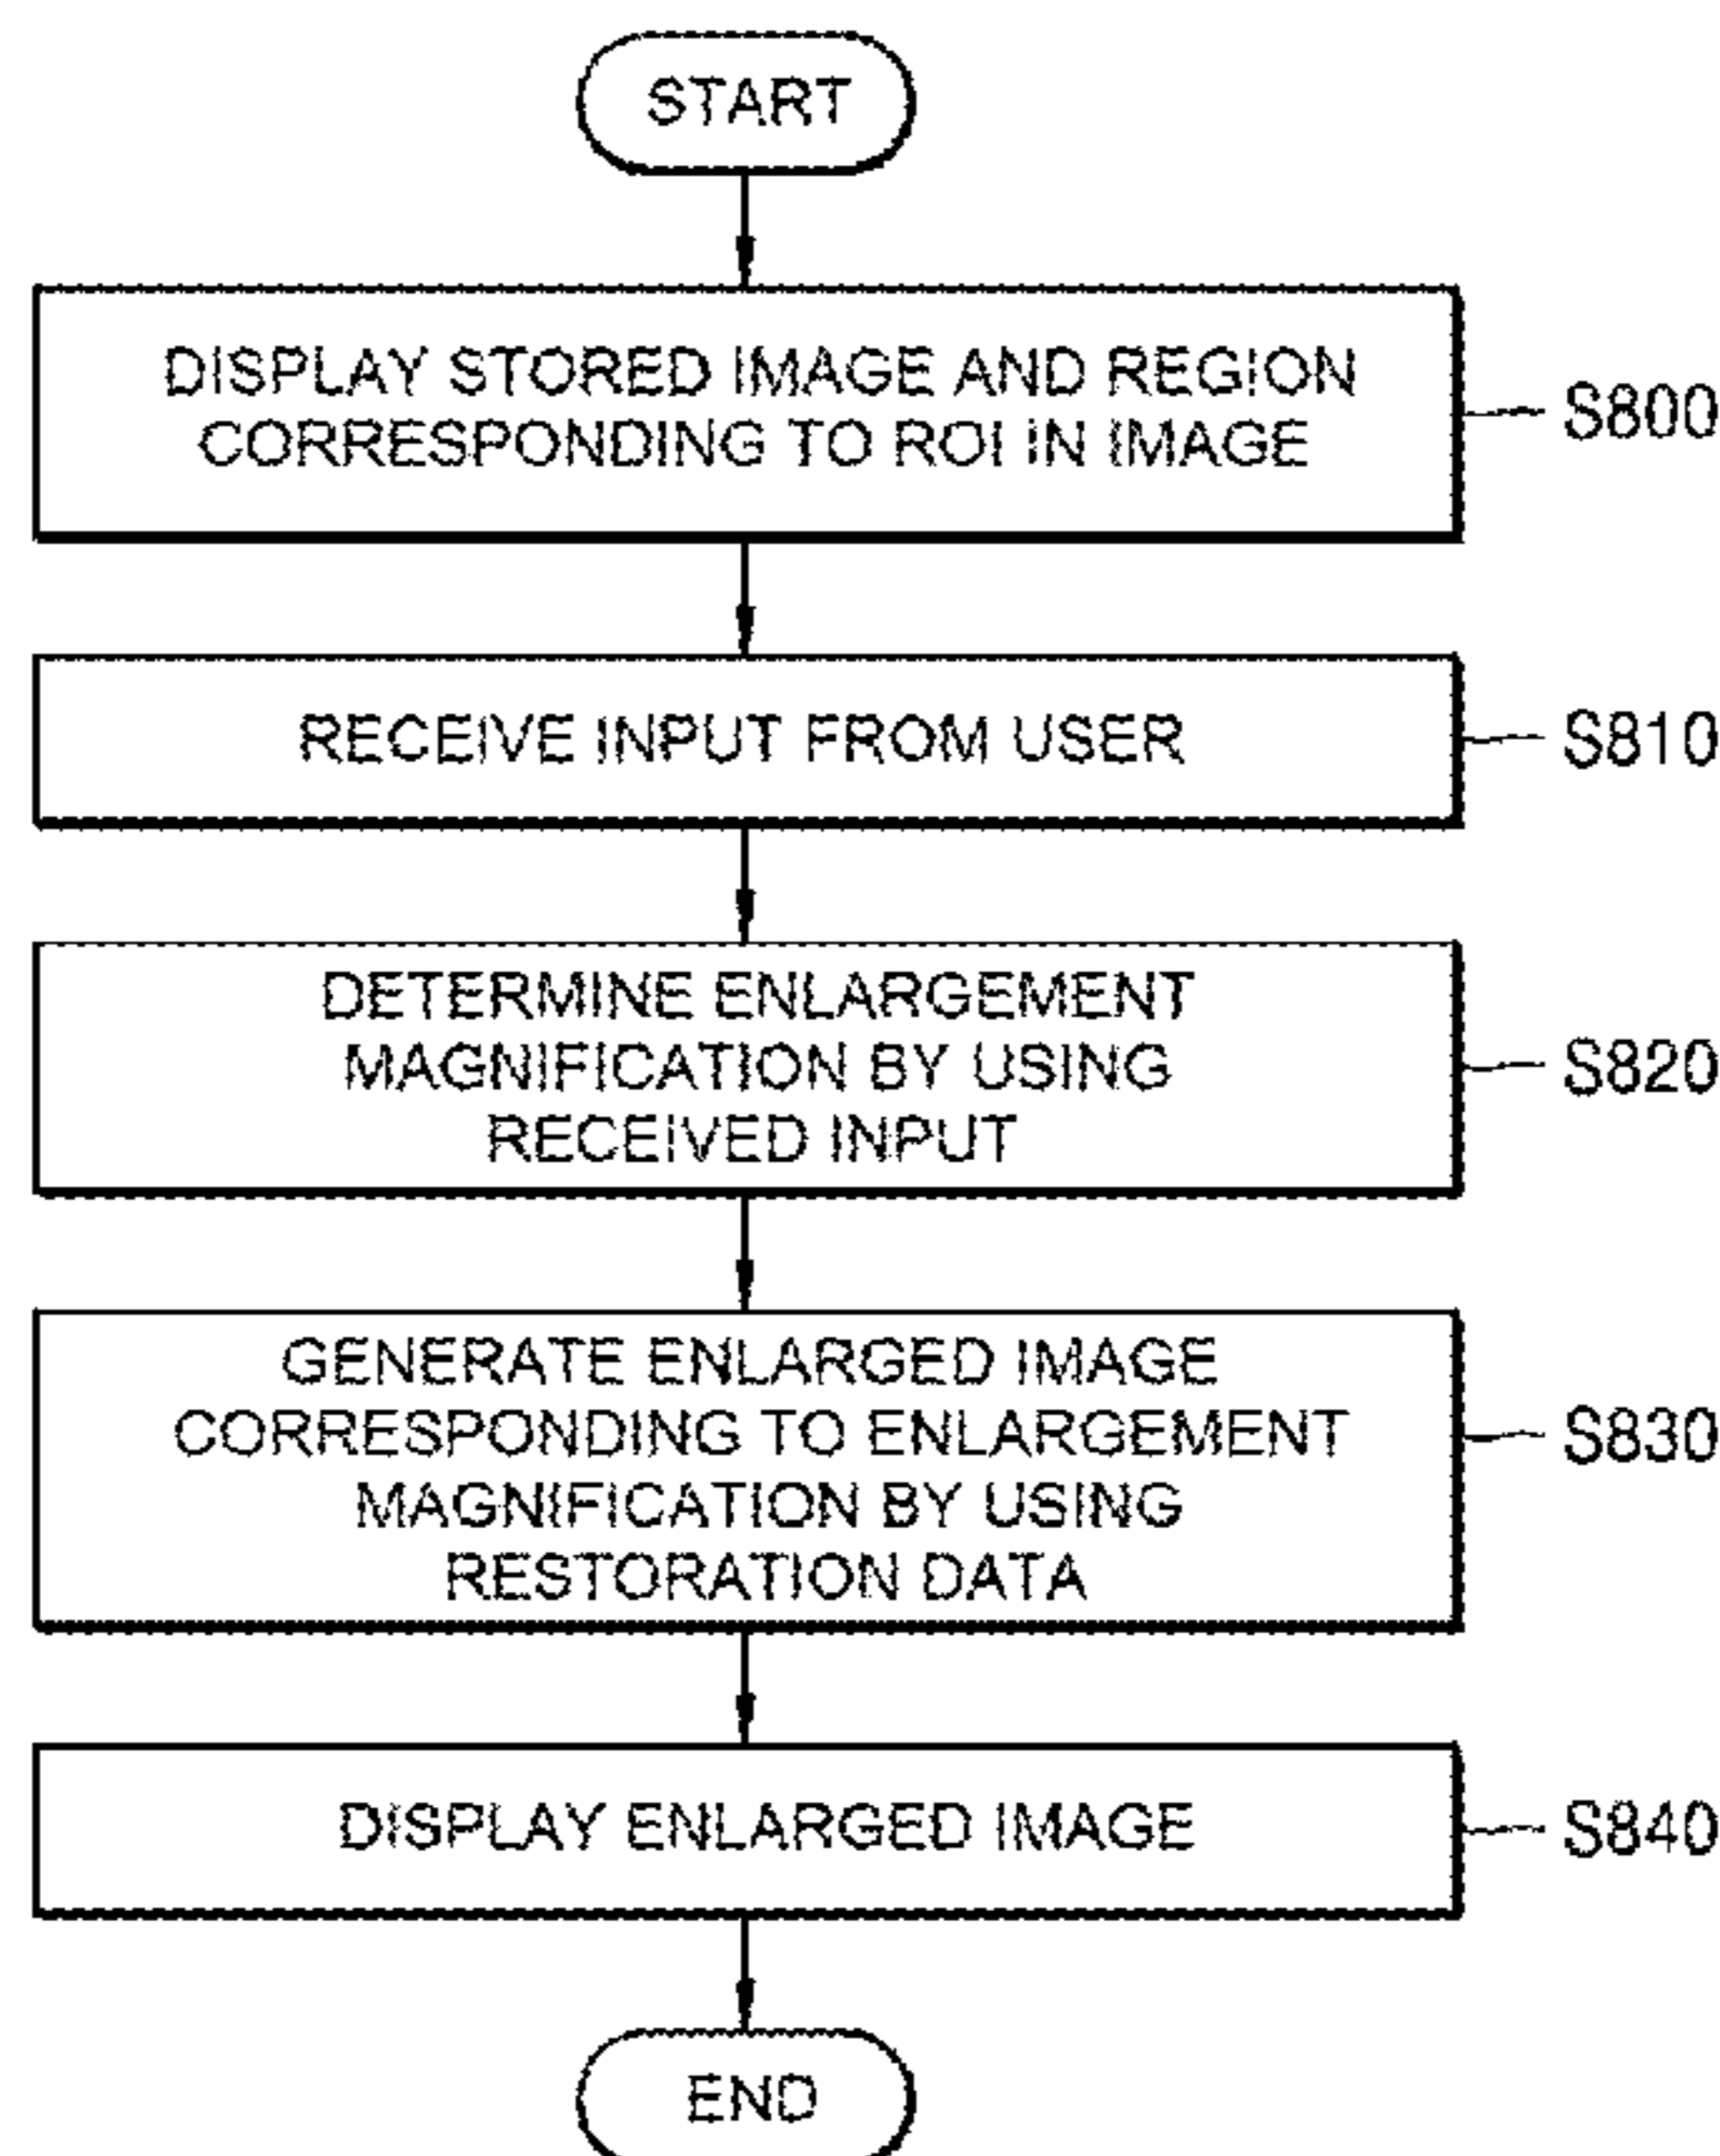 START
DISPLAY STORED IMAGE AND REGION
CORRESPONDING TO ROI IN IMAGE
S800
RECEIVE INPUT FROM USER
S810
DETERMINE ENLARGEMENT
MAGNIFICATION BY USING
RECEIVED INPUT
S820
GENERATE ENLARGED IMAGE
CORRESPONDING TO ENLARGEMENT
MAGNIFICATION BY USING
RESTORATION DATA
S830
DISPLAY ENLARGED IMAGE
S840
END